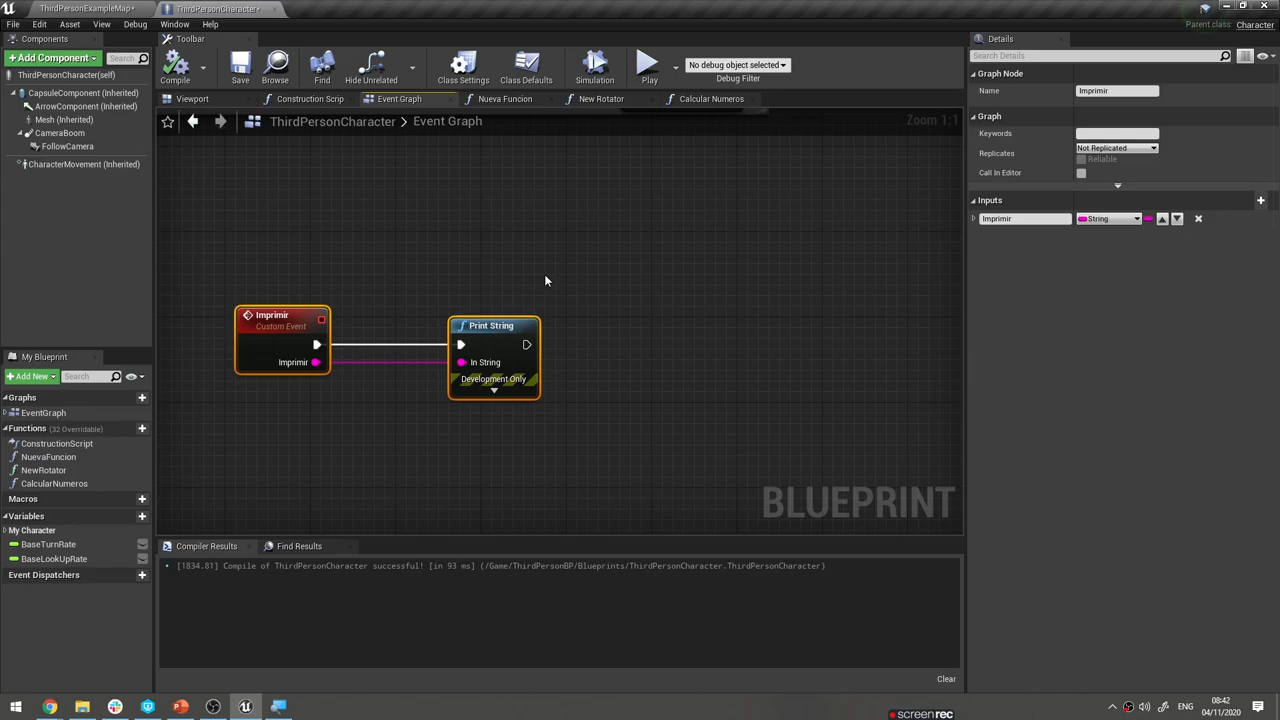 ThirdPersonExampleMap*
ThirdPersonCharacter*
File
Edit
Asset
View
Debug
Window
Help
Parent class: Character
Components
Toolbar
Details
+ Add Component
Search
ThirdPersonCharacter(self)
CapsuleComponent (Inherited)
ArrowComponent (Inherited)
Mesh (Inherited)
CameraBoom
FollowCamera
CharacterMovement (Inherited)
Compile
Save
Browse
Find
Hide Unrelated
Class Settings
Class Defaults
Simulation
Play
No debug object selected
Debug Filter
Viewport
Construction Scrip
Event Graph
Nueva Funcion
New Rotator
Calcular Numeros
ThirdPersonCharacter > Event Graph
Zoom 1:1
Imprimir
Custom Event
Imprimir
Print String
In String
Development Only
BLUEPRINT
Search Details
Graph Node
Name
Imprimir
Graph
Keywords
Replicates
Not Replicated
Reliable
Call In Editor
Inputs
Imprimir
String
My Blueprint
+ Add New
Search
Graphs
EventGraph
Functions (32 Overridable)
ConstructionScript
NuevaFuncion
NewRotator
CalcularNumeros
Macros
Variables
My Character
BaseTurnRate
BaseLookUpRate
Event Dispatchers
Compiler Results
Find Results
[1834.81] Compile of ThirdPersonCharacter successful! [in 93 ms] (/Game/ThirdPersonBP/Blueprints/ThirdPersonCharacter.ThirdPersonCharacter)
Clear
ENG
08:42
04/11/2020
screenrec